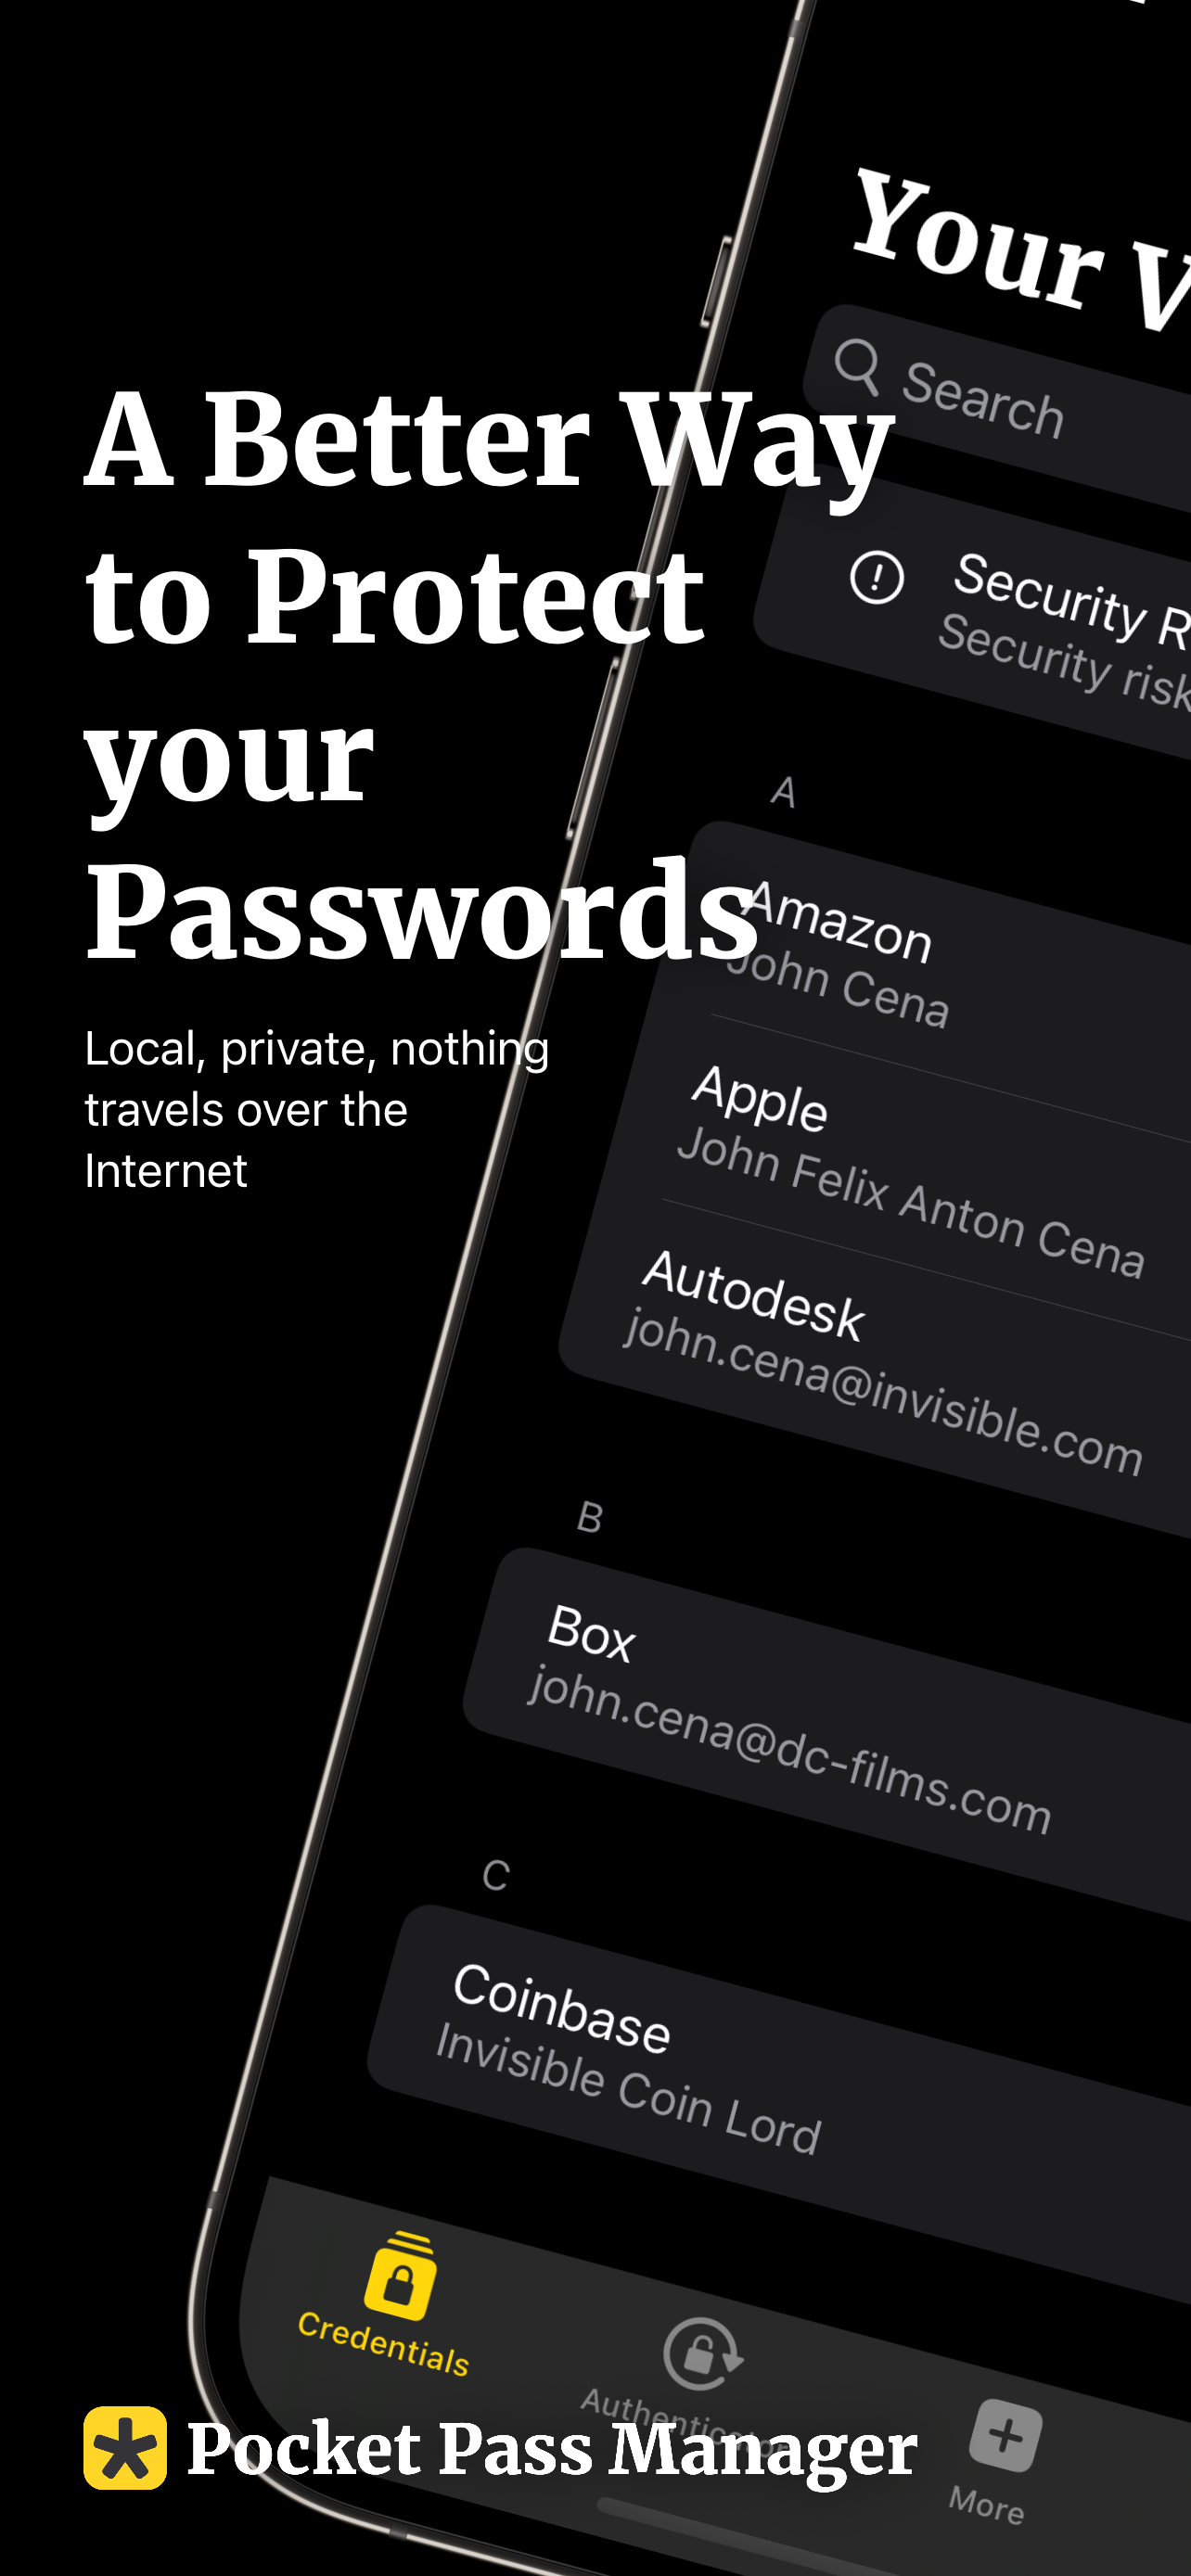 Your
Search
A Better Way
to Protect
your
Passwords
Local, private, nothing
travels over the
Internet
Security
Security
A
Amazon
John Cena
Apple
John Felix Anton Cena
Autodesk
john.cena@invisible.com
B
Box
john.cena@dc-films.com
C
Coinbase
Invisible Coin Lord
Credentials
Authenticator
More
Pocket Pass Manager